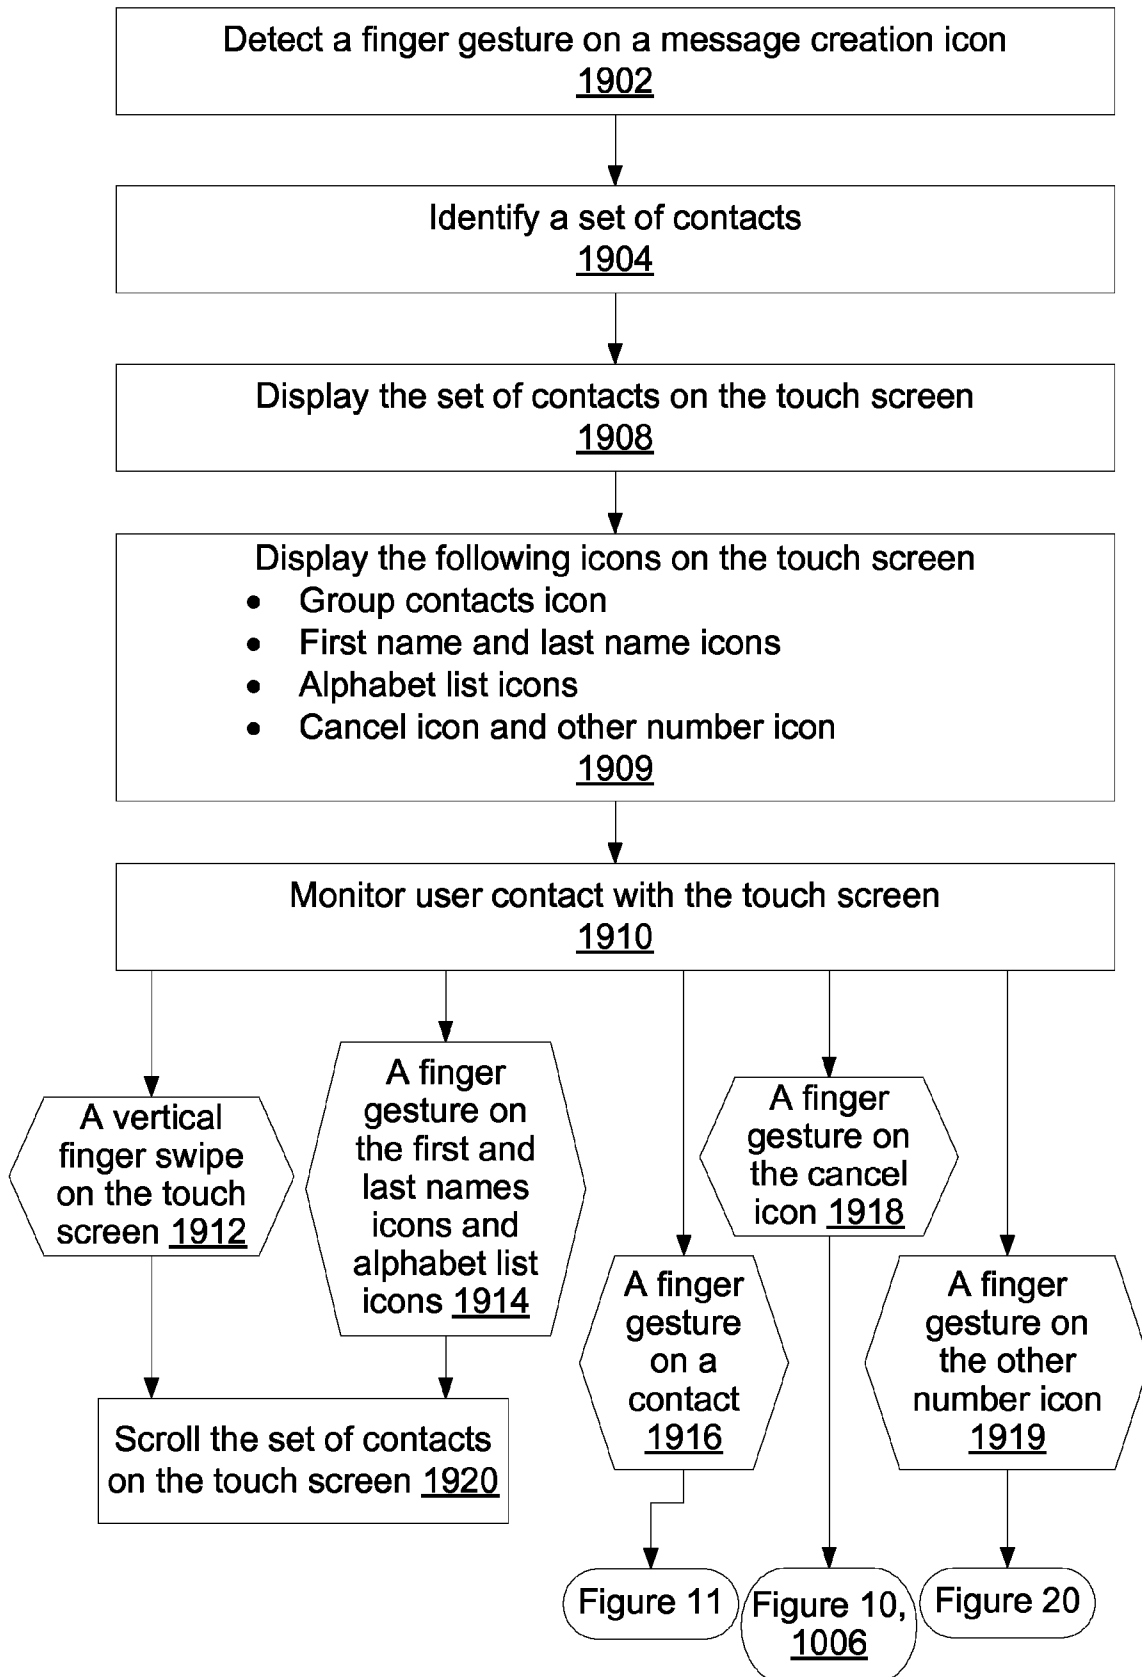 Detect a finger gesture on a message creation icon
1902
Identify a set of contacts
1904
Display the set of contacts on the touch screen
1908
Display the following icons on the touch screen
• Group contacts icon
• First name and last name icons
• Alphabet list icons
• Cancel icon and other number icon
1909
Monitor user contact with the touch screen
1910
A vertical
finger swipe
on the touch
screen 1912
A finger
gesture on
the first and
last names
icons and
alphabet list
icons 1914
A finger
gesture
on a
contact
1916
A finger
gesture on
the cancel
icon 1918
A finger
gesture on
the other
number icon
1919
Scroll the set of contacts
on the touch screen 1920
Figure 11
Figure 10,
1006
Figure 20